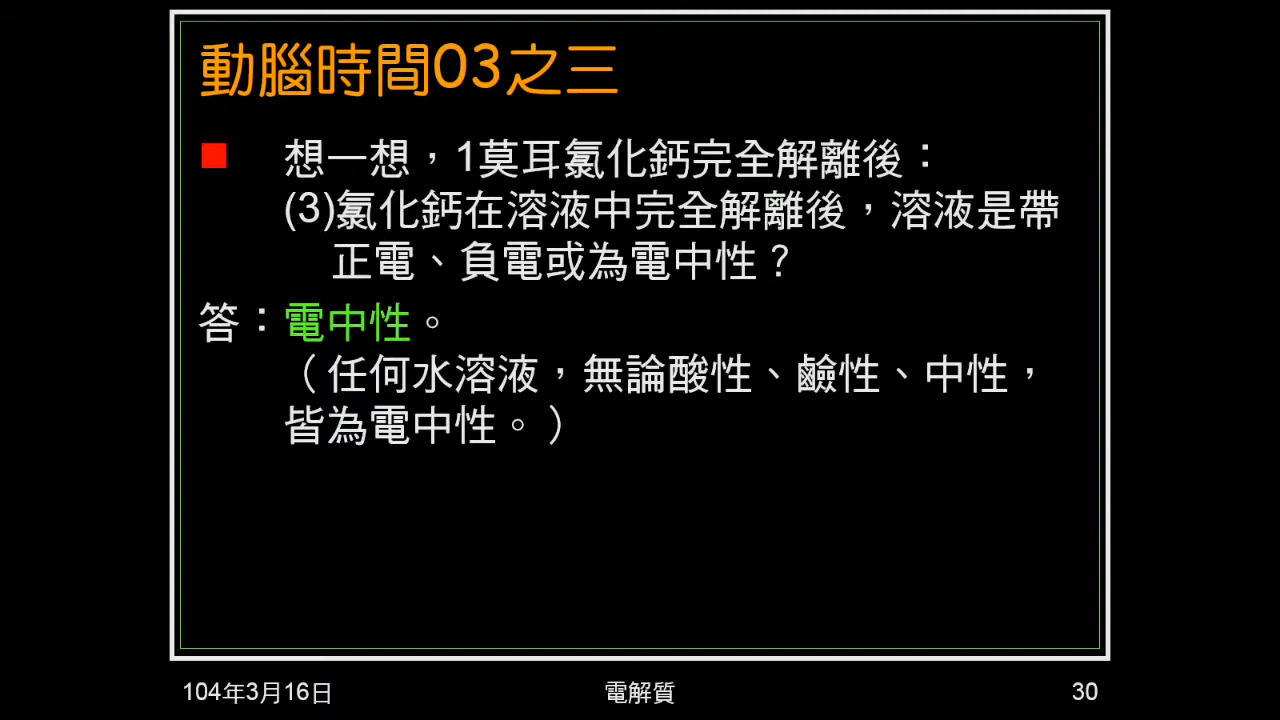 動腦時間03之三
想一想，1莫耳氯化鈣完全解離後：
(3)氯化鈣在溶液中完全解離後，溶液是帶
正電、負電或為電中性？
答：電中性。
（任何水溶液，無論酸性、鹼性、中性，
皆為電中性。）
104年3月16日
電解質
30